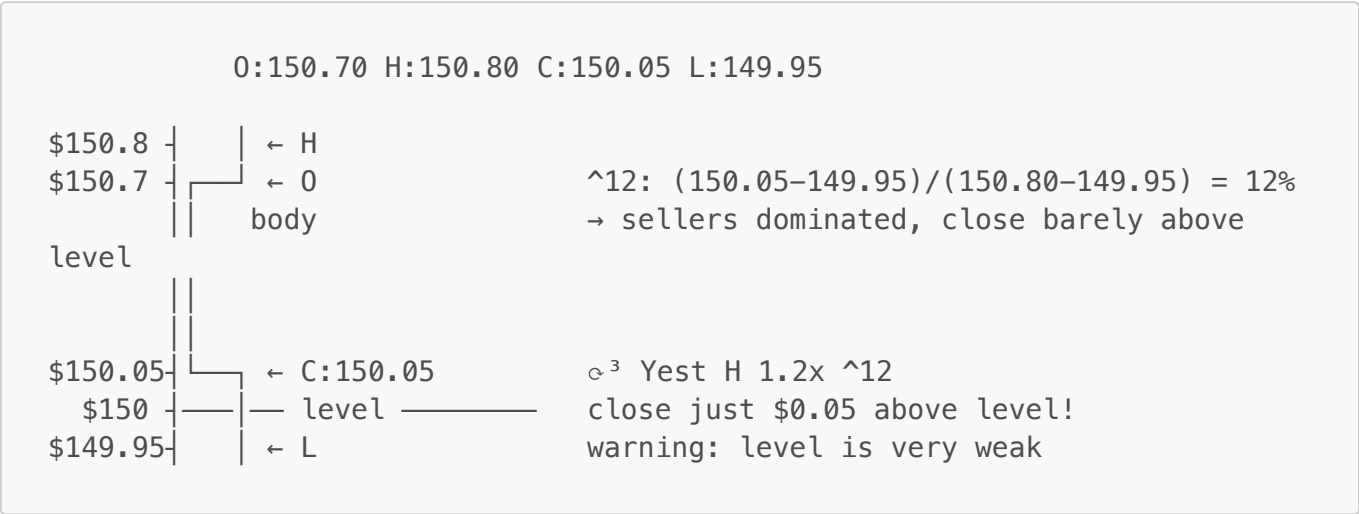 O:150.70 H:150.80 C:150.05 L:149.95
$150.8 ┤ │ ← H
$150.7 ┤┌──┘ ← O ^12: (150.05−149.95)/(150.80−149.95) = 12%
││ body → sellers dominated, close barely above
level
││
││
$150.05┤└──┐ ← C:150.05 ⟳³ Yest H 1.2x ^12
$150 ┤───│── level ──────── close just $0.05 above level!
$149.95┤ │ ← L warning: level is very weak